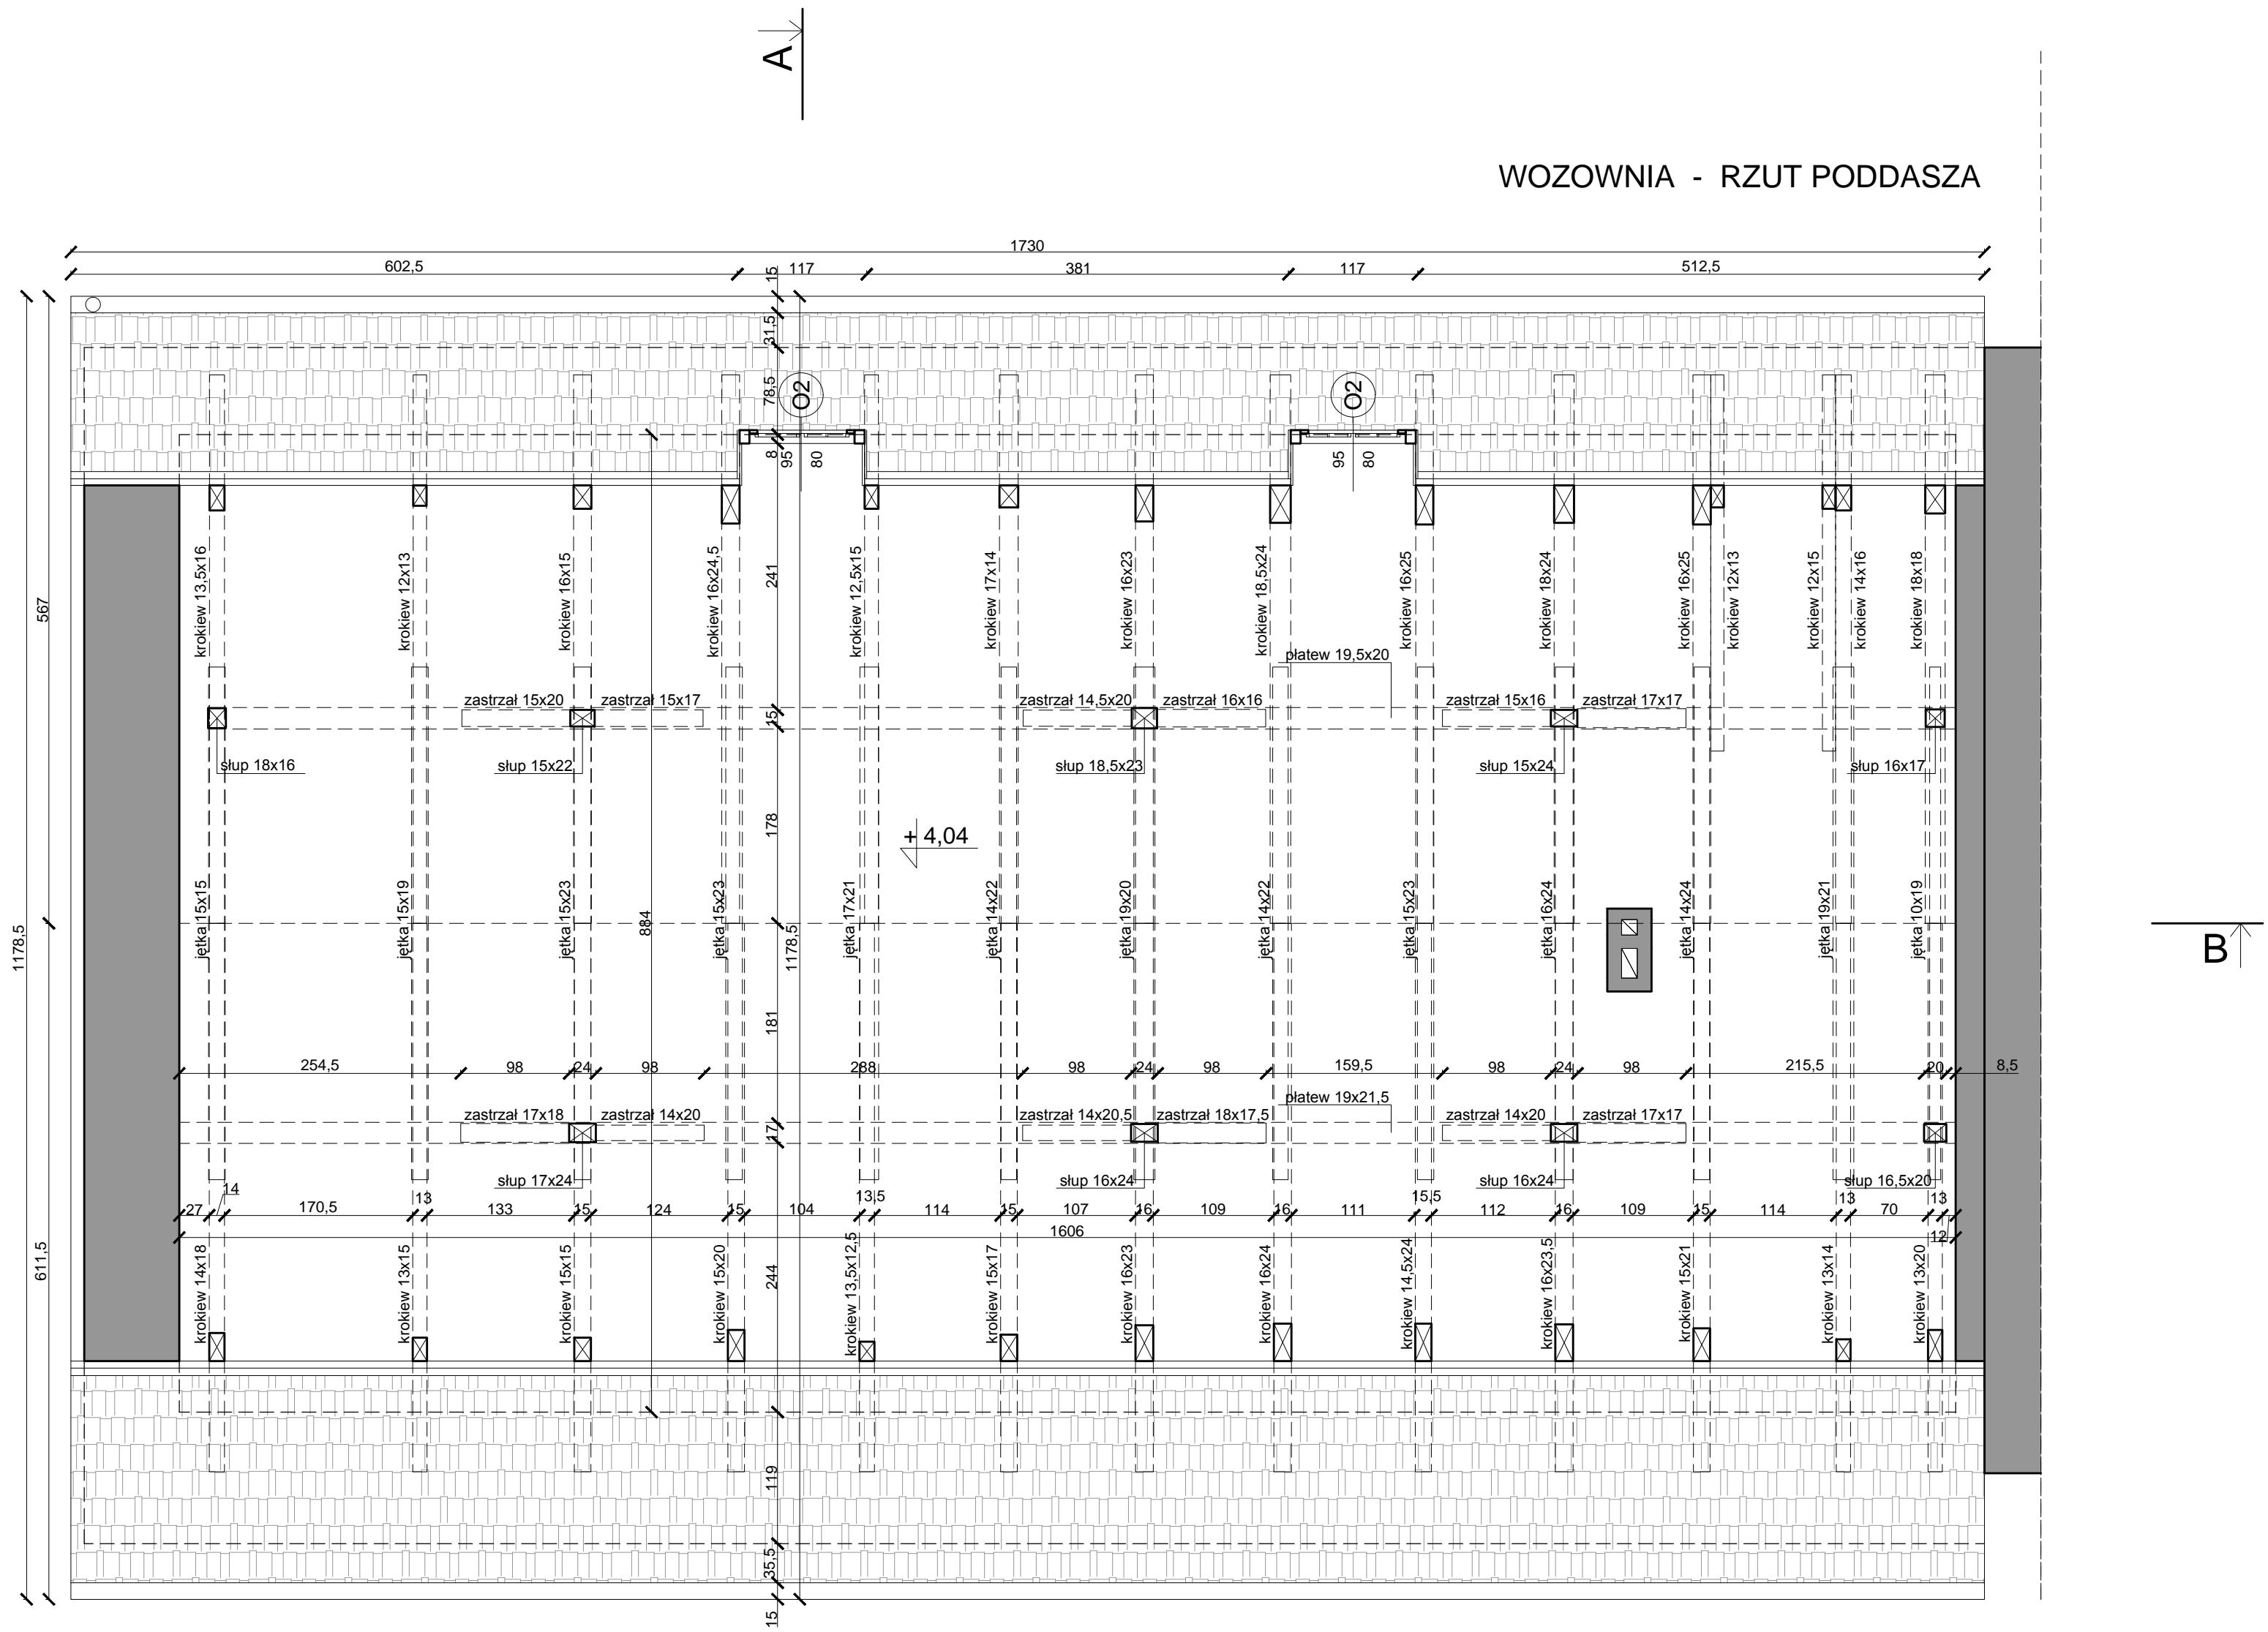 A
WOZOWNIA - RZUT PODDASZA
1730
602,5
117
381
117
512,5
15
31,5
78,5
8
O2
95
80
O2
95
80
krokiew 13,5x16
krokiew 12x13
krokiew 16x15
krokiew 16x24,5
241
krokiew 12,5x15
krokiew 17x14
krokiew 16x23
krokiew 18,5x24
krokiew 16x25
krokiew 18x24
krokiew 16x25
krokiew 12x13
krokiew 12x15
krokiew 14x16
krokiew 18x18
567
płatew 19,5x20
zastrzał 15x20
zastrzał 15x17
15
zastrzał 14,5x20
zastrzał 16x16
zastrzał 15x16
zastrzał 17x17
słup 18x16
słup 15x22
słup 18,5x23
słup 15x24
słup 16x17
178
+ 4,04
1178,5
jętka 15x15
jętka 15x19
jętka 15x23
884
jętka 15x23
1178,5
jętka 17x21
jętka 14x22
jętka 19x20
jętka 14x22
jętka 15x23
jętka 16x24
jętka 14x24
jętka 19x21
jętka 10x19
B
181
254,5
98
24
98
288
98
24
98
159,5
98
24
98
215,5
20
8,5
płatew 19x21,5
zastrzał 17x18
zastrzał 14x20
17
zastrzał 14x20,5
zastrzał 18x17,5
zastrzał 14x20
zastrzał 17x17
słup 17x24
słup 16x24
słup 16x24
słup 16,5x20
27
14
170,5
13
133
15
124
15
104
13,5
114
15
107
16
109
16
111
15,5
112
16
109
15
114
13
70
13
12
1606
611,5
krokiew 14x18
krokiew 13x15
krokiew 15x15
krokiew 15x20
244
krokiew 13,5x12,5
krokiew 15x17
krokiew 16x23
krokiew 16x24
krokiew 14,5x24
krokiew 16x23,5
krokiew 15x21
krokiew 13x14
krokiew 13x20
119
35,5
15